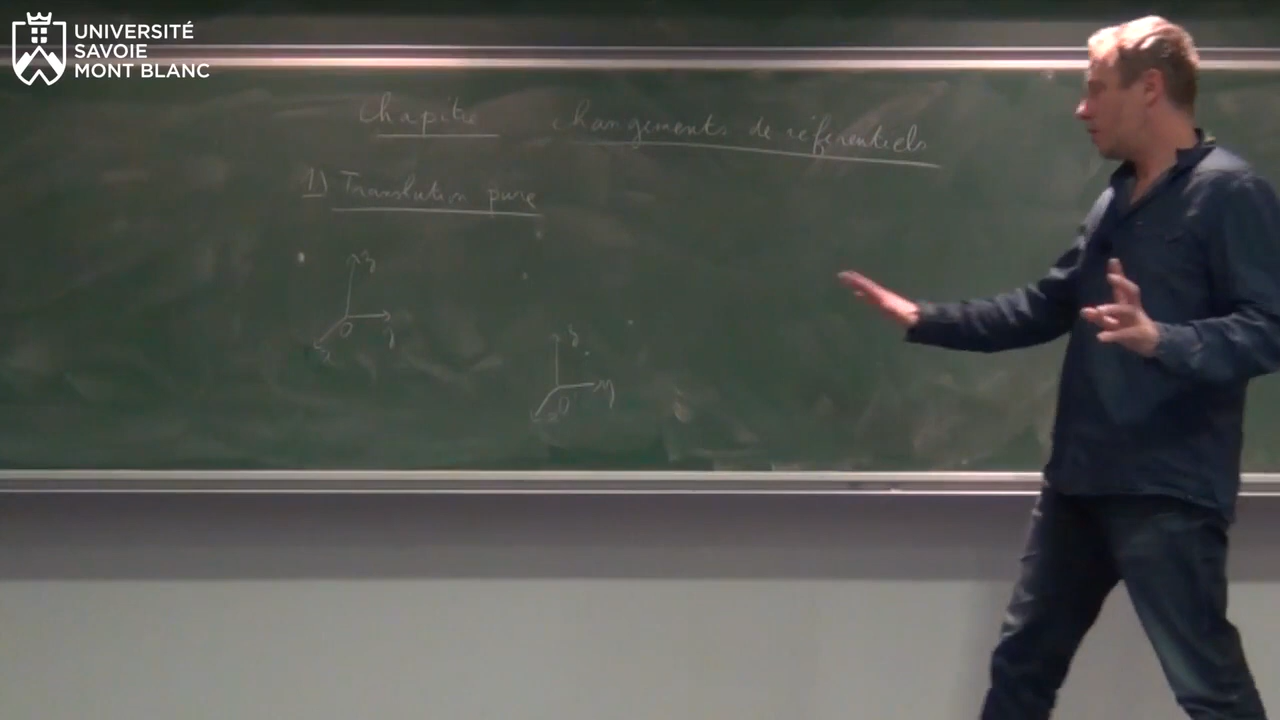 UNIVERSITÉ
SAVOIE
MONT BLANC
Chapitre changements de référentiels
1) Translation pure
z
O
y
x
z
O'
y